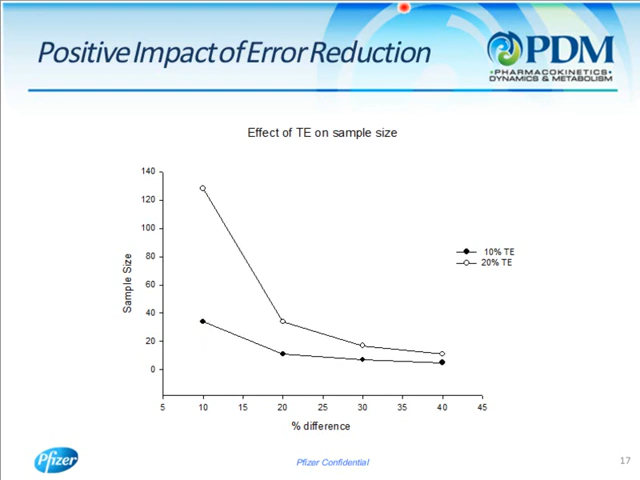 Positive Impact of Error Reduction
PDM
PHARMACOKINETICS
DYNAMICS & METABOLISM
Effect of TE on sample size
140
120
100
80
60
40
20
0
Sample Size
10% TE
20% TE
5 10 15 20 25 30 35 40 45
% difference
Pfizer
Pfizer Confidential
17